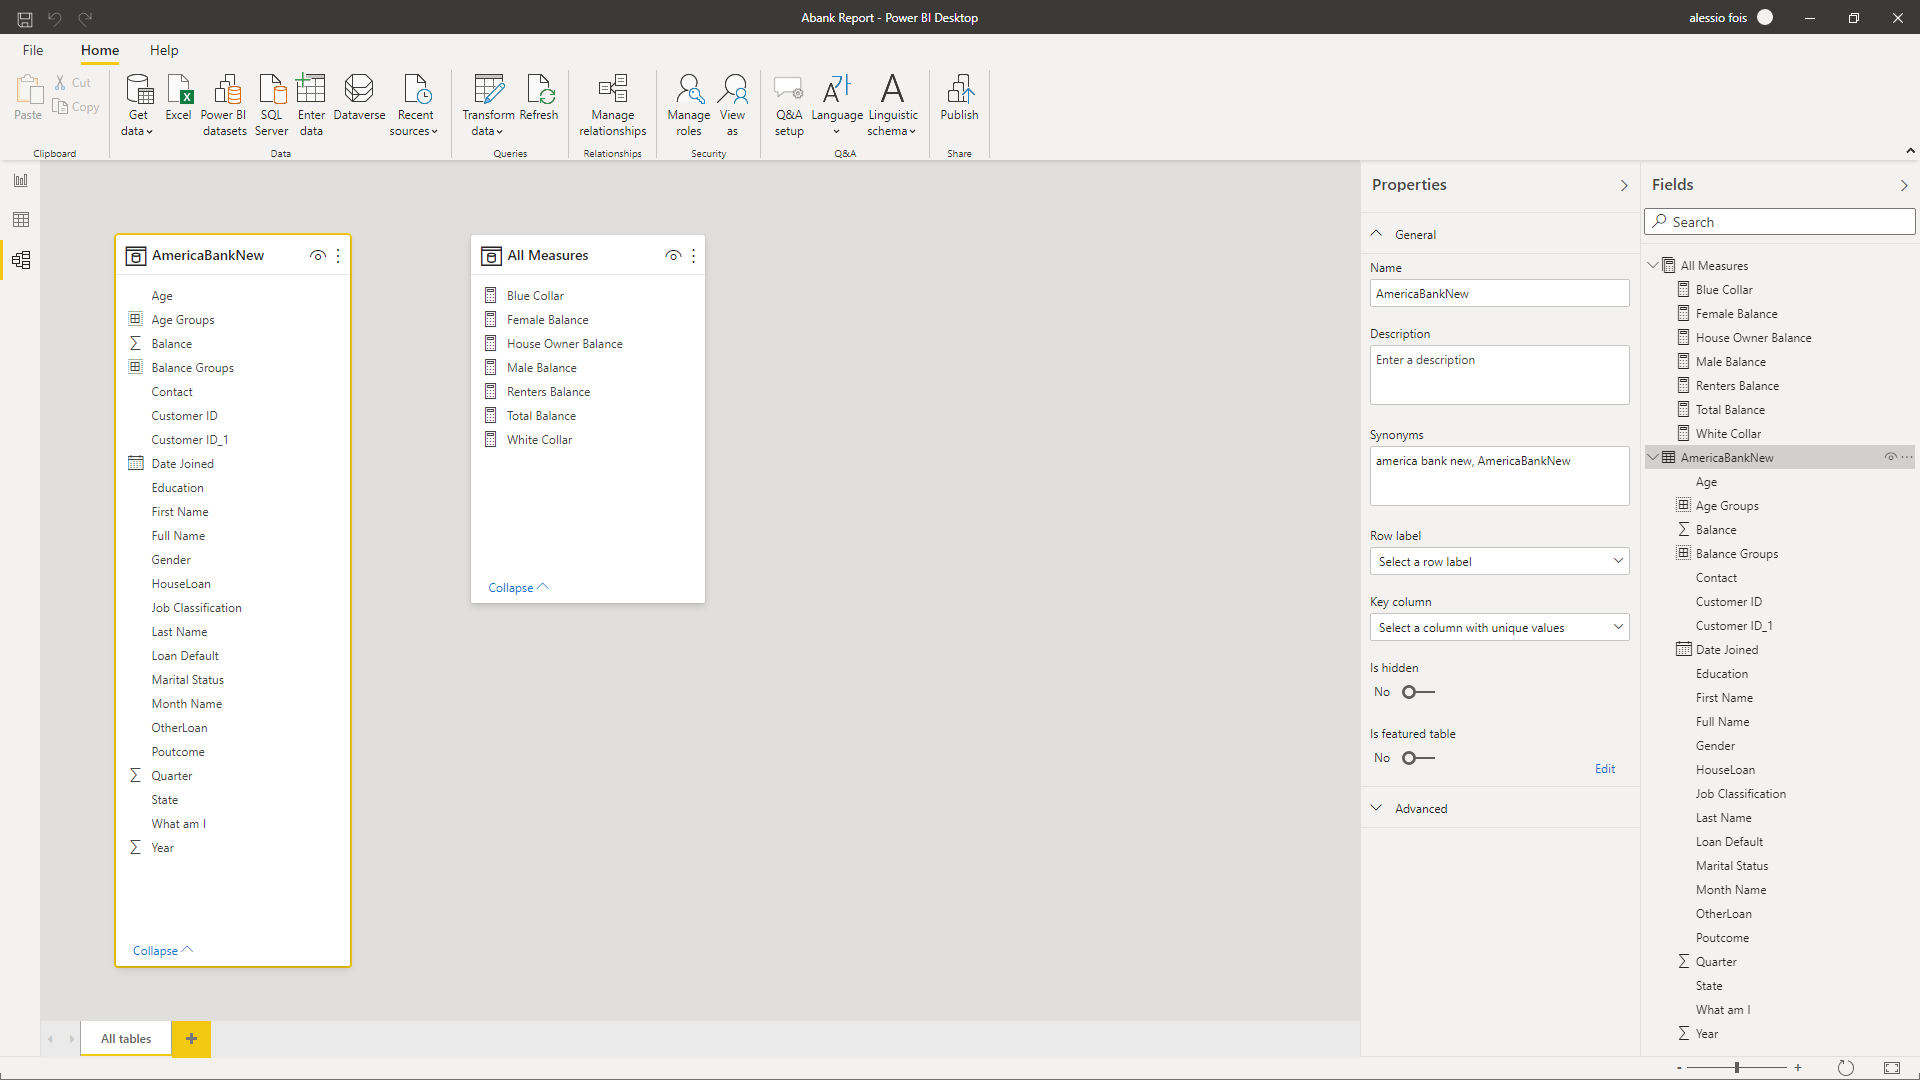 Abank Report - Power BI Desktop
alessio fois
File Home Help
Paste
Cut
Copy
Clipboard
Get data
Excel
Power BI datasets
SQL Server
Enter data
Dataverse
Recent sources
Data
Transform data
Refresh
Queries
Manage relationships
Relationships
Manage roles
View as
Security
Q&A setup
Language
Linguistic schema
Q&A
Publish
Share
AmericaBankNew
Age
Age Groups
Balance
Balance Groups
Contact
Customer ID
Customer ID_1
Date Joined
Education
First Name
Full Name
Gender
HouseLoan
Job Classification
Last Name
Loan Default
Marital Status
Month Name
OtherLoan
Poutcome
Quarter
State
What am I
Year
Collapse
All Measures
Blue Collar
Female Balance
House Owner Balance
Male Balance
Renters Balance
Total Balance
White Collar
Collapse
Properties
General
Name
AmericaBankNew
Description
Enter a description
Synonyms
america bank new, AmericaBankNew
Row label
Select a row label
Key column
Select a column with unique values
Is hidden
No
Is featured table
No
Edit
Advanced
Fields
Search
All Measures
Blue Collar
Female Balance
House Owner Balance
Male Balance
Renters Balance
Total Balance
White Collar
AmericaBankNew
Age
Age Groups
Balance
Balance Groups
Contact
Customer ID
Customer ID_1
Date Joined
Education
First Name
Full Name
Gender
HouseLoan
Job Classification
Last Name
Loan Default
Marital Status
Month Name
OtherLoan
Poutcome
Quarter
State
What am I
Year
All tables